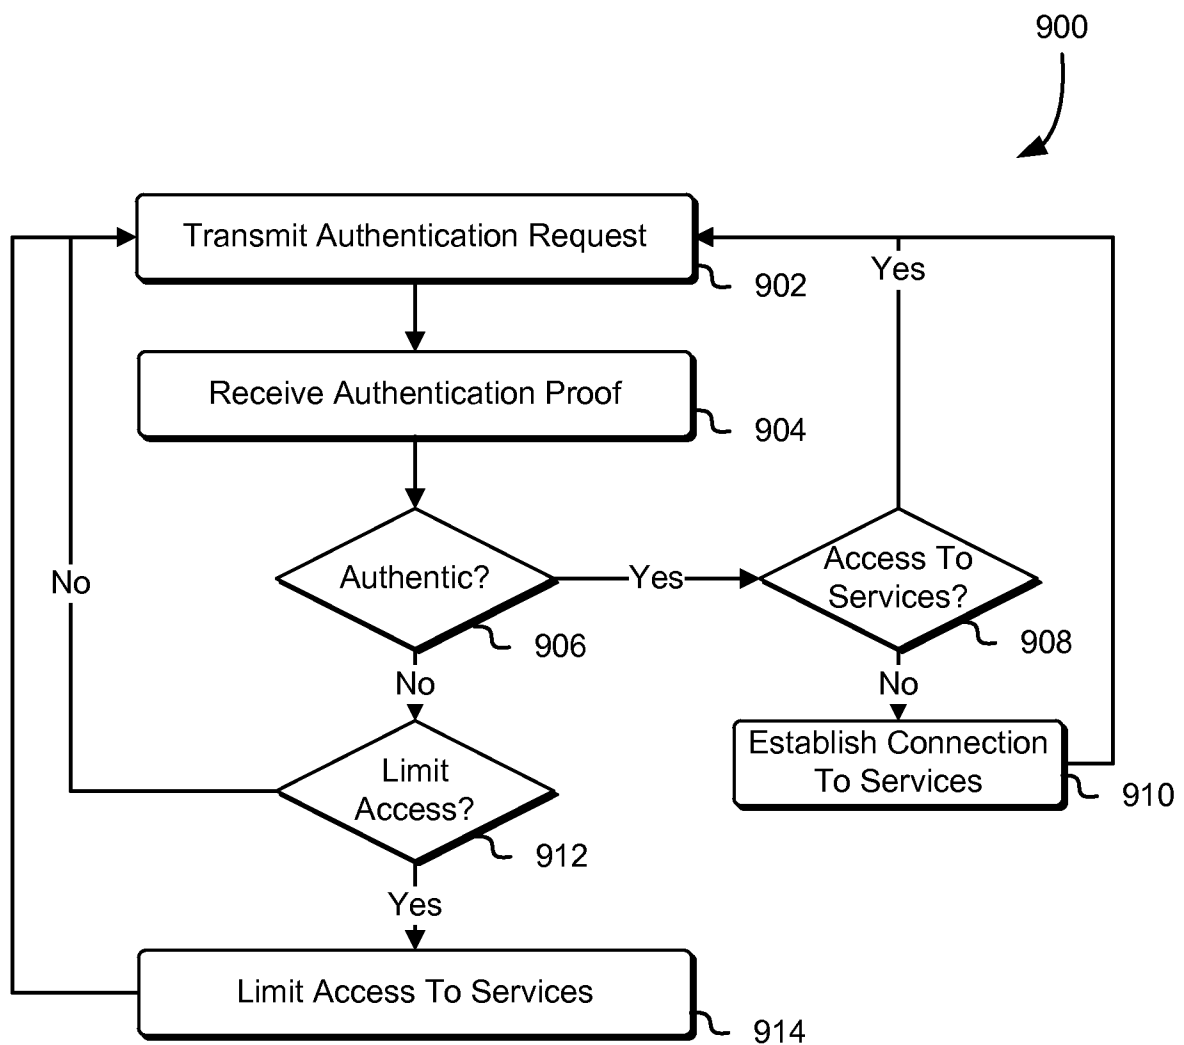 900
Transmit Authentication Request
902
Yes
Receive Authentication Proof
904
Authentic?
906
Yes
Access To
Services?
908
No
No
No
Establish Connection
To Services
910
Limit
Access?
912
Yes
Limit Access To Services
914